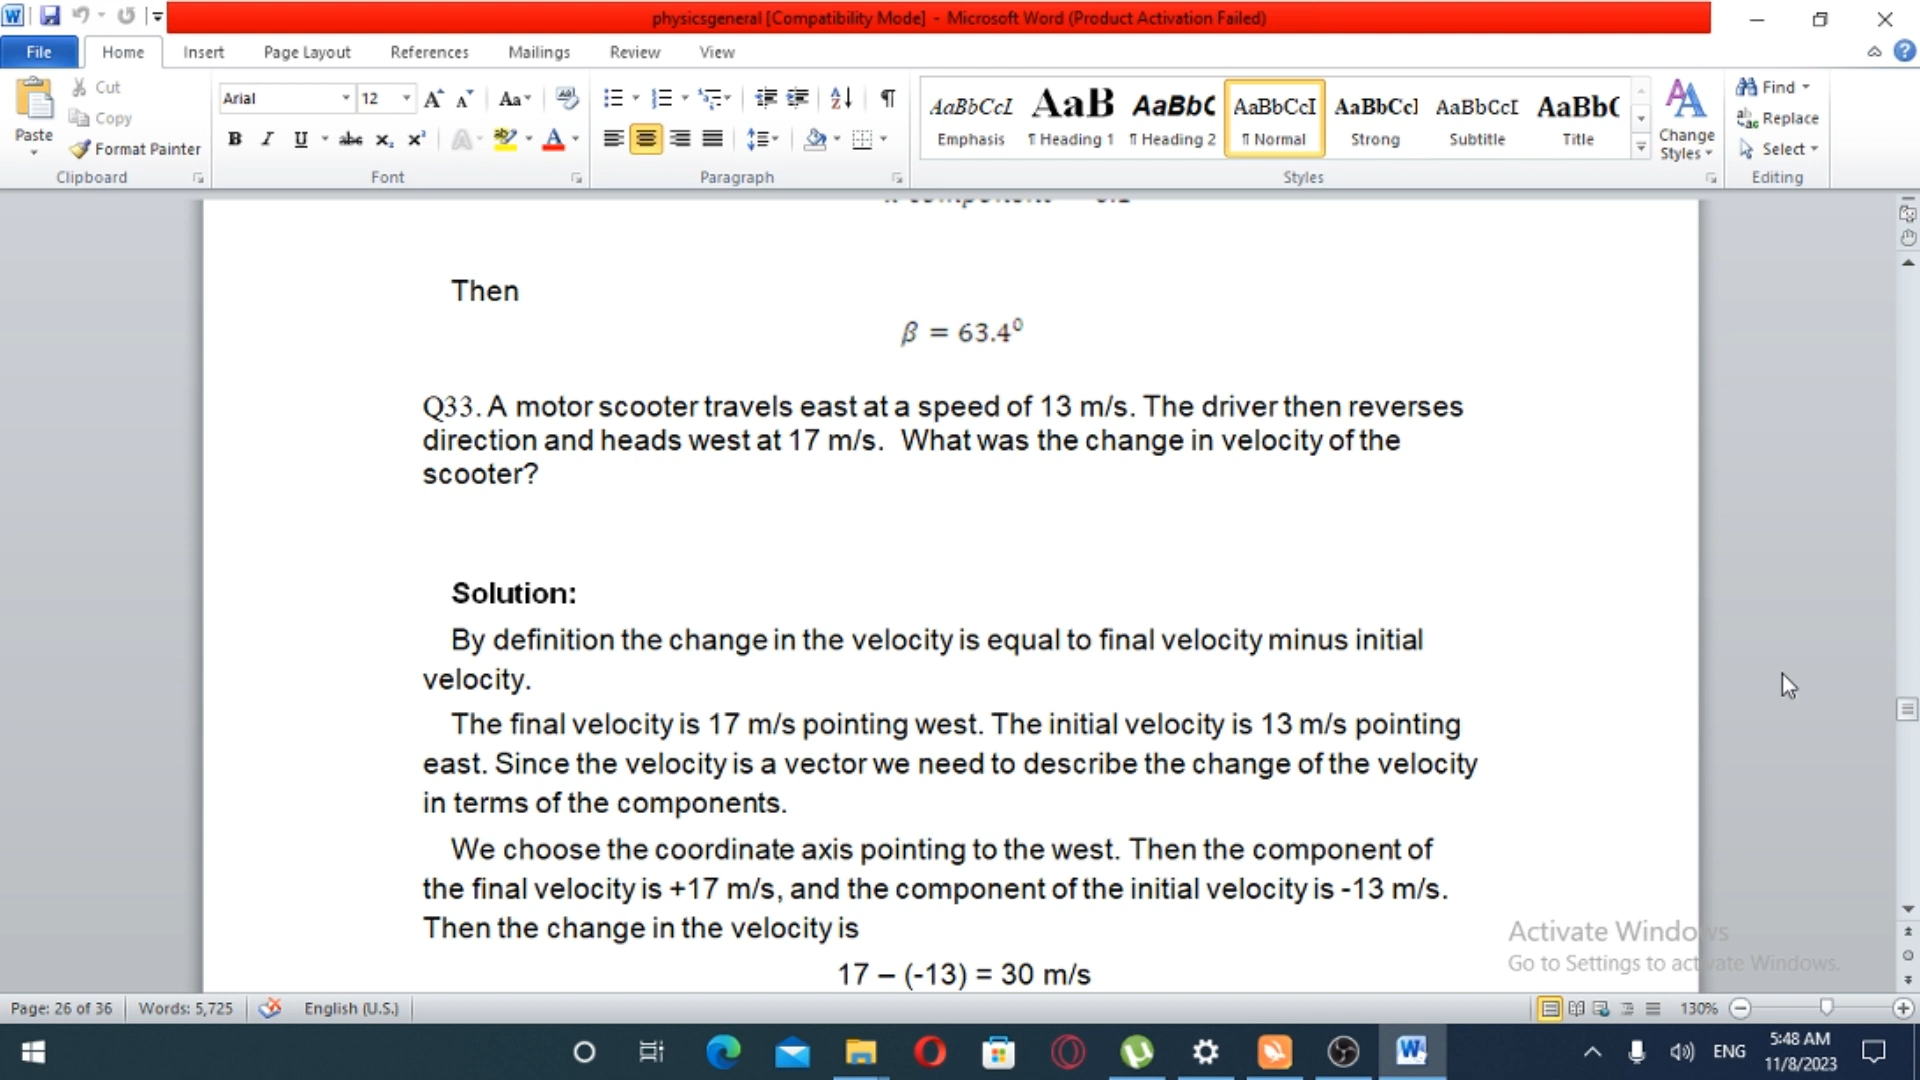 physicsgeneral [Compatibility Mode] - Microsoft Word (Product Activation Failed)
File Home Insert Page Layout References Mailings Review View
Paste
Cut
Copy
Format Painter
Clipboard
Arial 12
Font
Paragraph
AaBbCcI AaB AaBbC AaBbCcI AaBbCcl AaBbCcI AaBbC
Emphasis ¶ Heading 1 ¶ Heading 2 ¶ Normal Strong Subtitle Title
Change Styles
Styles
Find
Replace
Select
Editing
Then
β = 63.4⁰
Q33. A motor scooter travels east at a speed of 13 m/s. The driver then reverses
direction and heads west at 17 m/s. What was the change in velocity of the
scooter?
Solution:
By definition the change in the velocity is equal to final velocity minus initial
velocity.
The final velocity is 17 m/s pointing west. The initial velocity is 13 m/s pointing
east. Since the velocity is a vector we need to describe the change of the velocity
in terms of the components.
We choose the coordinate axis pointing to the west. Then the component of
the final velocity is +17 m/s, and the component of the initial velocity is -13 m/s.
Then the change in the velocity is
17 – (-13) = 30 m/s
Activate Windows
Go to Settings to activate Windows.
Page: 26 of 36 Words: 5,725 English (U.S.) 130%
ENG 5:48 AM
11/8/2023